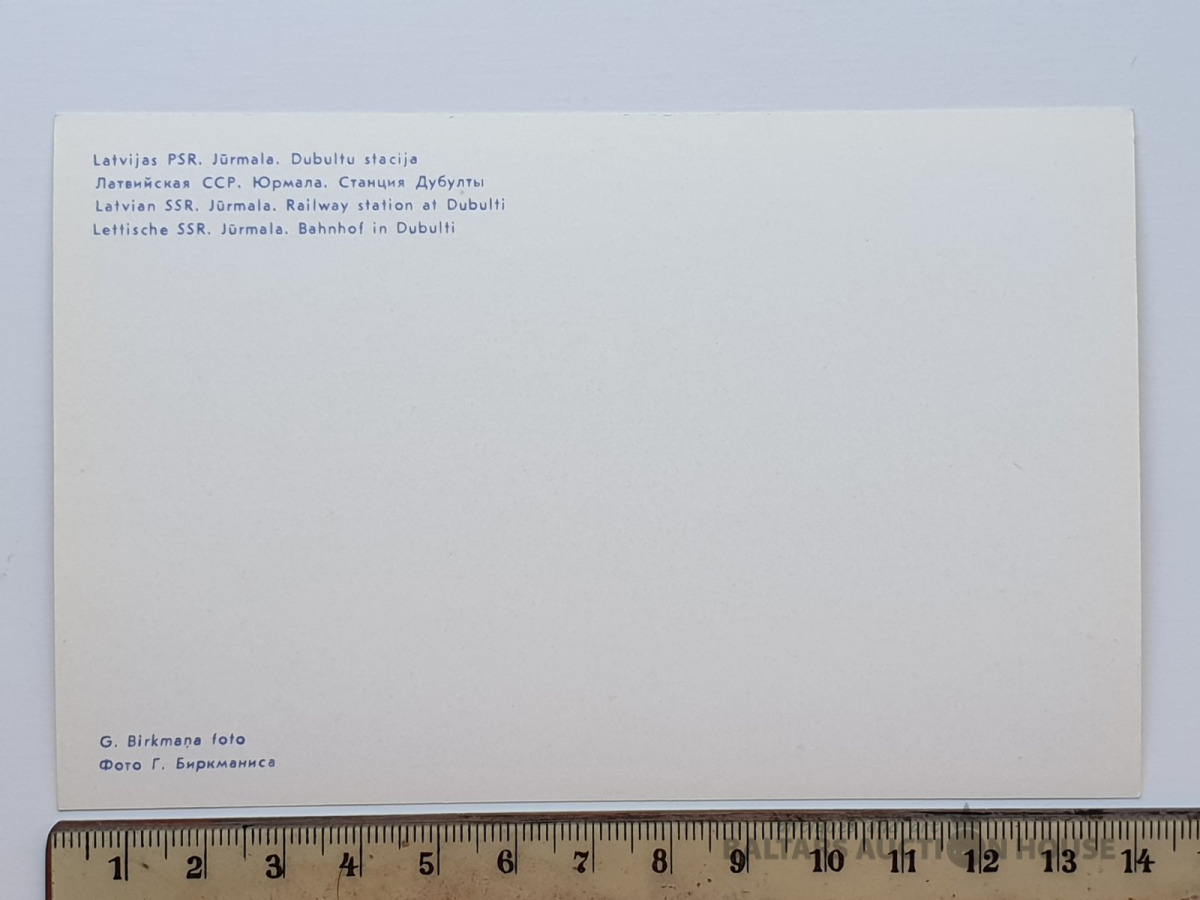 Latvijas PSR. Jūrmala. Dubultu stacija
Латвийская ССР. Юрмала. Станция Дубулты
Latvian SSR. Jūrmala. Railway station at Dubulti
Lettische SSR. Jūrmala. Bahnhof in Dubulti
G. Birkmaņa foto
Фото Г. Биркманиса
1 2 3 4 5 6 7 8 9 10 11 12 13 14
BALTARS AUCTION HOUSE